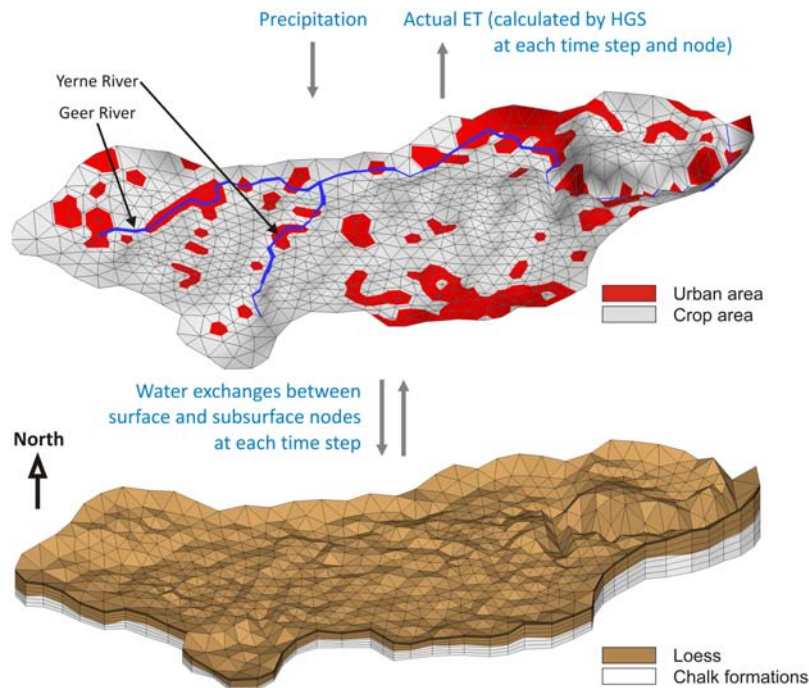 Precipitation
Actual ET (calculated by HGS
at each time step and node)
Yerne River
Geer River
Urban area
Crop area
Water exchanges between
surface and subsurface nodes
at each time step
North
Loess
Chalk formations